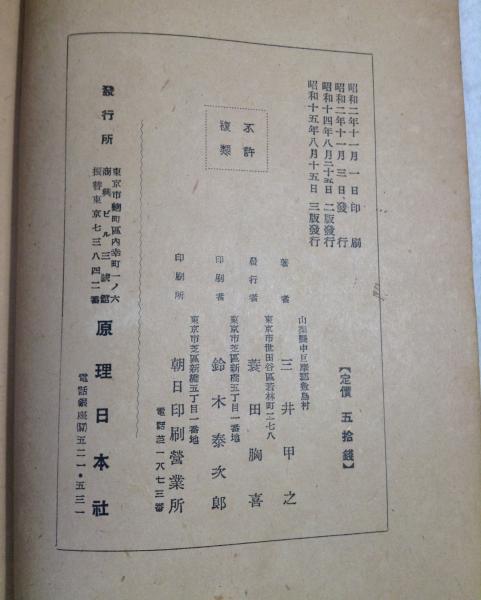 昭和二年十一月一日印刷
昭和二年十一月三日發行
昭和十四年八月二十五日二版發行
昭和十五年八月十五日三版發行
【定價五拾錢】
不許
複製
山梨縣中巨摩郡敷島村
著者 三井甲之
東京市世田谷區若林町二七八
發行者 蓑田胸喜
東京市芝區新橋五丁目一番地
印刷者 鈴木泰次郎
東京市芝區新橋五丁目一番地
印刷所 朝日印刷營業所
電話芝一八七三番
發行所
東京市麴町區內幸町一ノ六
商興ビル三號館
振替東京七三八四二番
原理日本社
電話銀座五二一・五三一